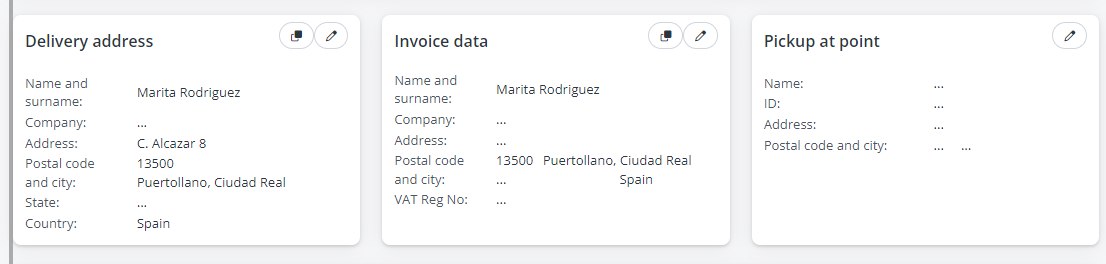 Delivery address
Name and
surname:
Marita Rodriguez
Company:
...
Address:
C. Alcazar 8
Postal code
and city:
13500
Puertollano, Ciudad Real
State:
...
Country:
Spain
Invoice data
Name and
surname:
Marita Rodriguez
Company:
...
Address:
...
Postal code
and city:
13500 Puertollano, Ciudad Real
... Spain
VAT Reg No:
...
Pickup at point
Name:
...
ID:
...
Address:
...
Postal code and city:
... ...